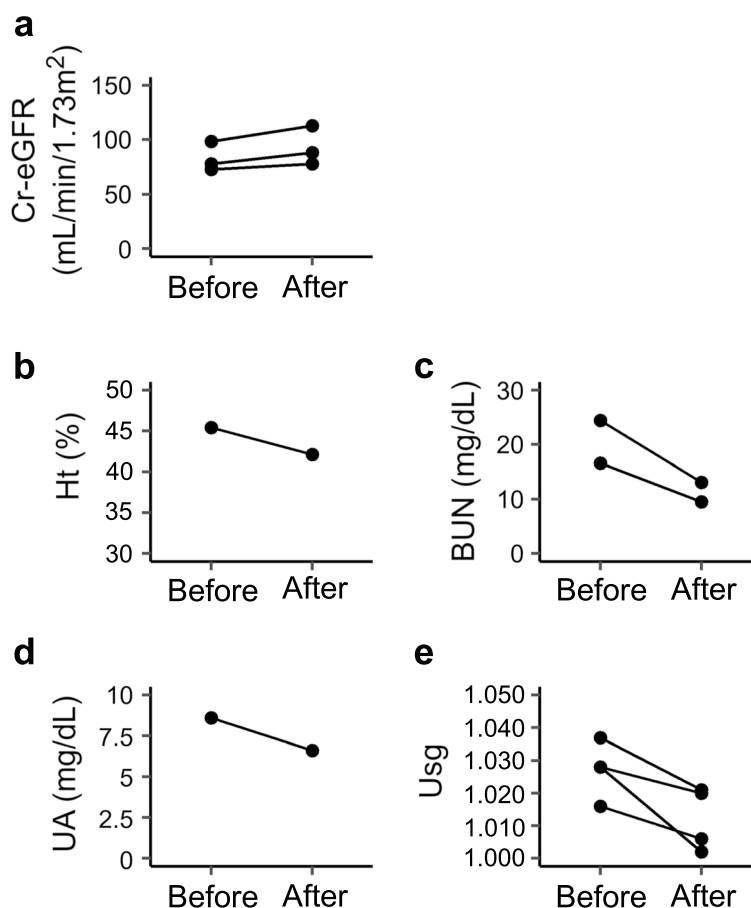 a
Cr-eGFR
(mL/min/1.73m²)
150
100
50
0
Before After
b
Ht (%)
50
45
40
35
30
Before After
c
BUN (mg/dL)
30
20
10
0
Before After
d
UA (mg/dL)
10
7.5
5
2.5
0
Before After
e
Usg
1.050
1.040
1.030
1.020
1.010
1.000
Before After